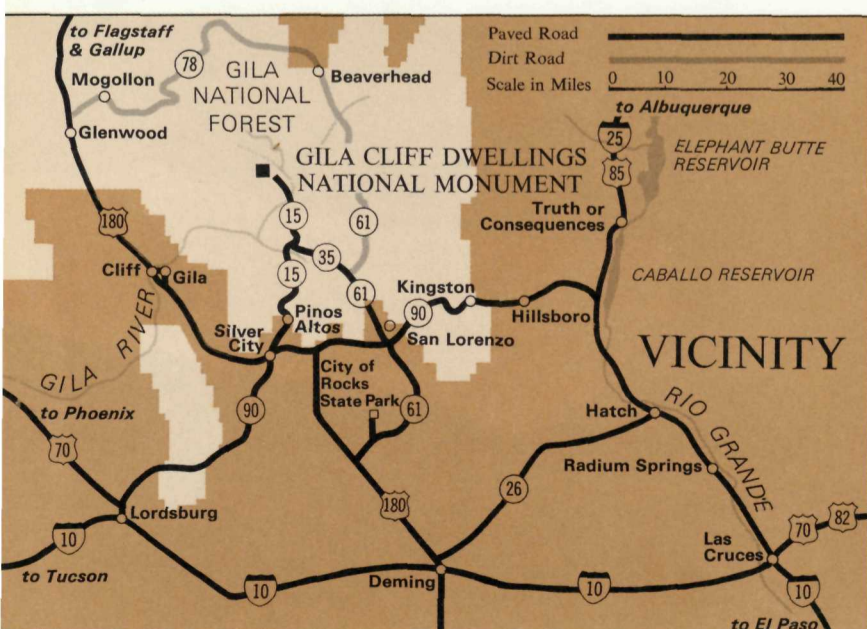 to Flagstaff
& Gallup
78
Mogollon
GILA
NATIONAL
FOREST
Beaverhead
Glenwood
Paved Road
Dirt Road
Scale in Miles
0 10 20 30 40
to Albuquerque
25
85
ELEPHANT BUTTE
RESERVOIR
GILA CLIFF DWELLINGS
NATIONAL MONUMENT
15
61
Truth or
Consequences
180
35
Cliff
Gila
15
61
Kingston
CABALLO RESERVOIR
90
Hillsboro
Pinos
Altos
San Lorenzo
Silver
City
GILA RIVER
VICINITY
City of
Rocks
State Park
to Phoenix
90
61
Hatch
RIO GRANDE
70
Radium Springs
26
180
Lordsburg
10
Las
Cruces
70
82
to Tucson
10
Deming
10
10
to El Paso